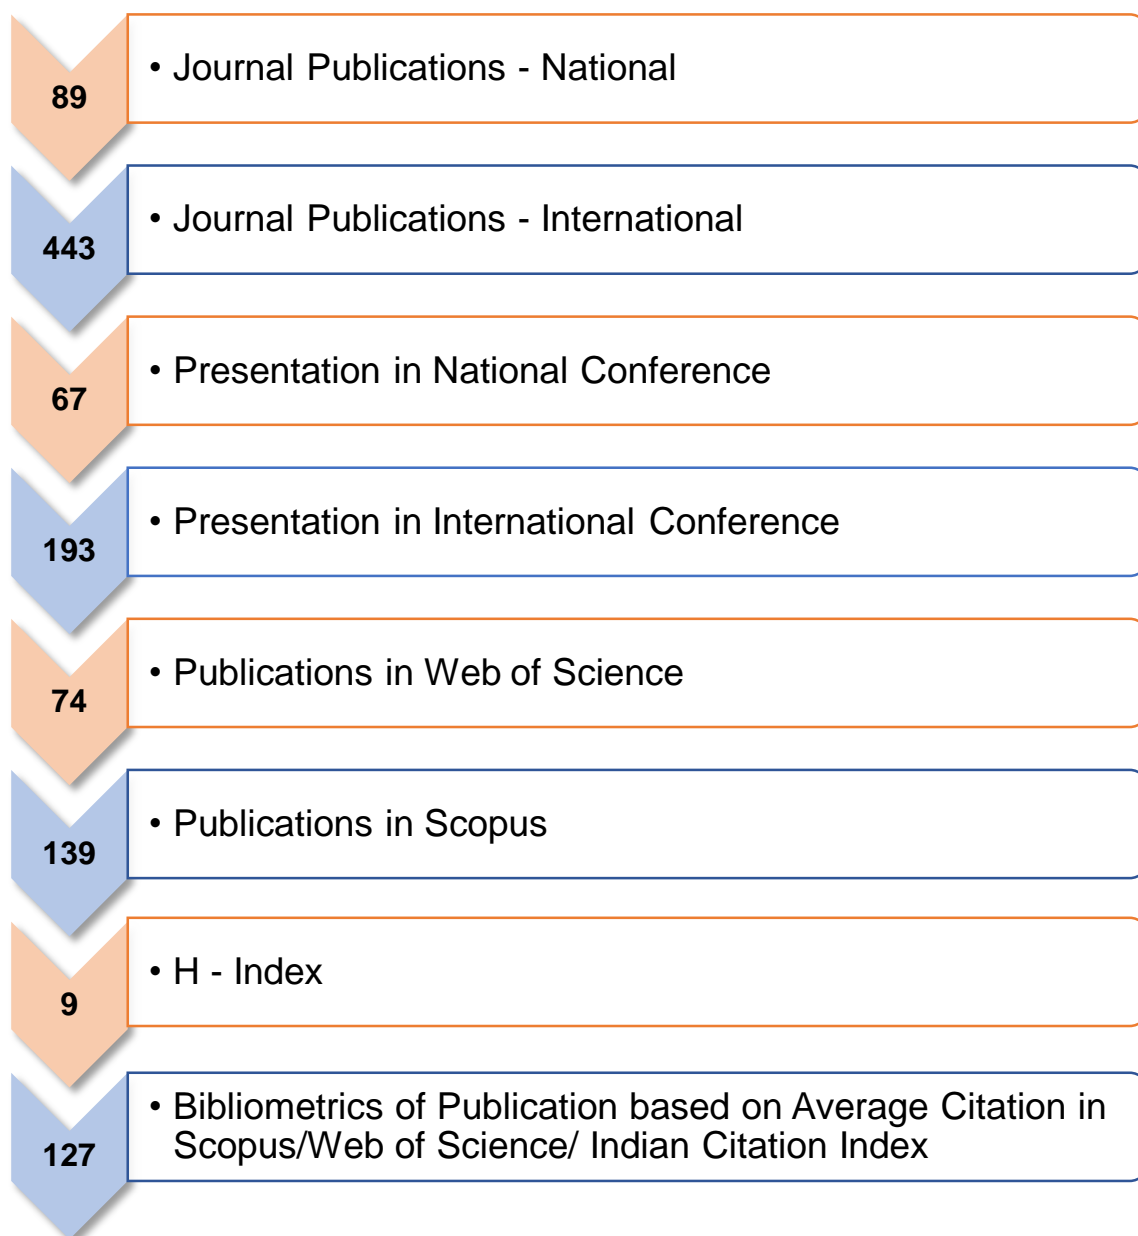 89
• Journal Publications - National
443
• Journal Publications - International
67
• Presentation in National Conference
193
• Presentation in International Conference
74
• Publications in Web of Science
139
• Publications in Scopus
9
• H - Index
127
• Bibliometrics of Publication based on Average Citation in
Scopus/Web of Science/ Indian Citation Index